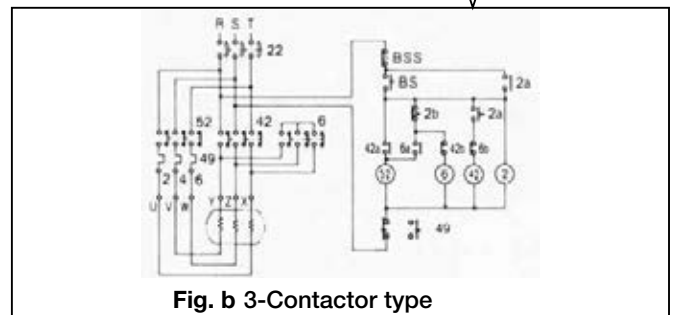 R S T
22
BSS
BS
2a
52
42
6
2b
2a
49
42a
6a
42b
6b
2 4 6
52
6
42
2
U V W
Y Z X
49
Fig. b 3-Contactor type